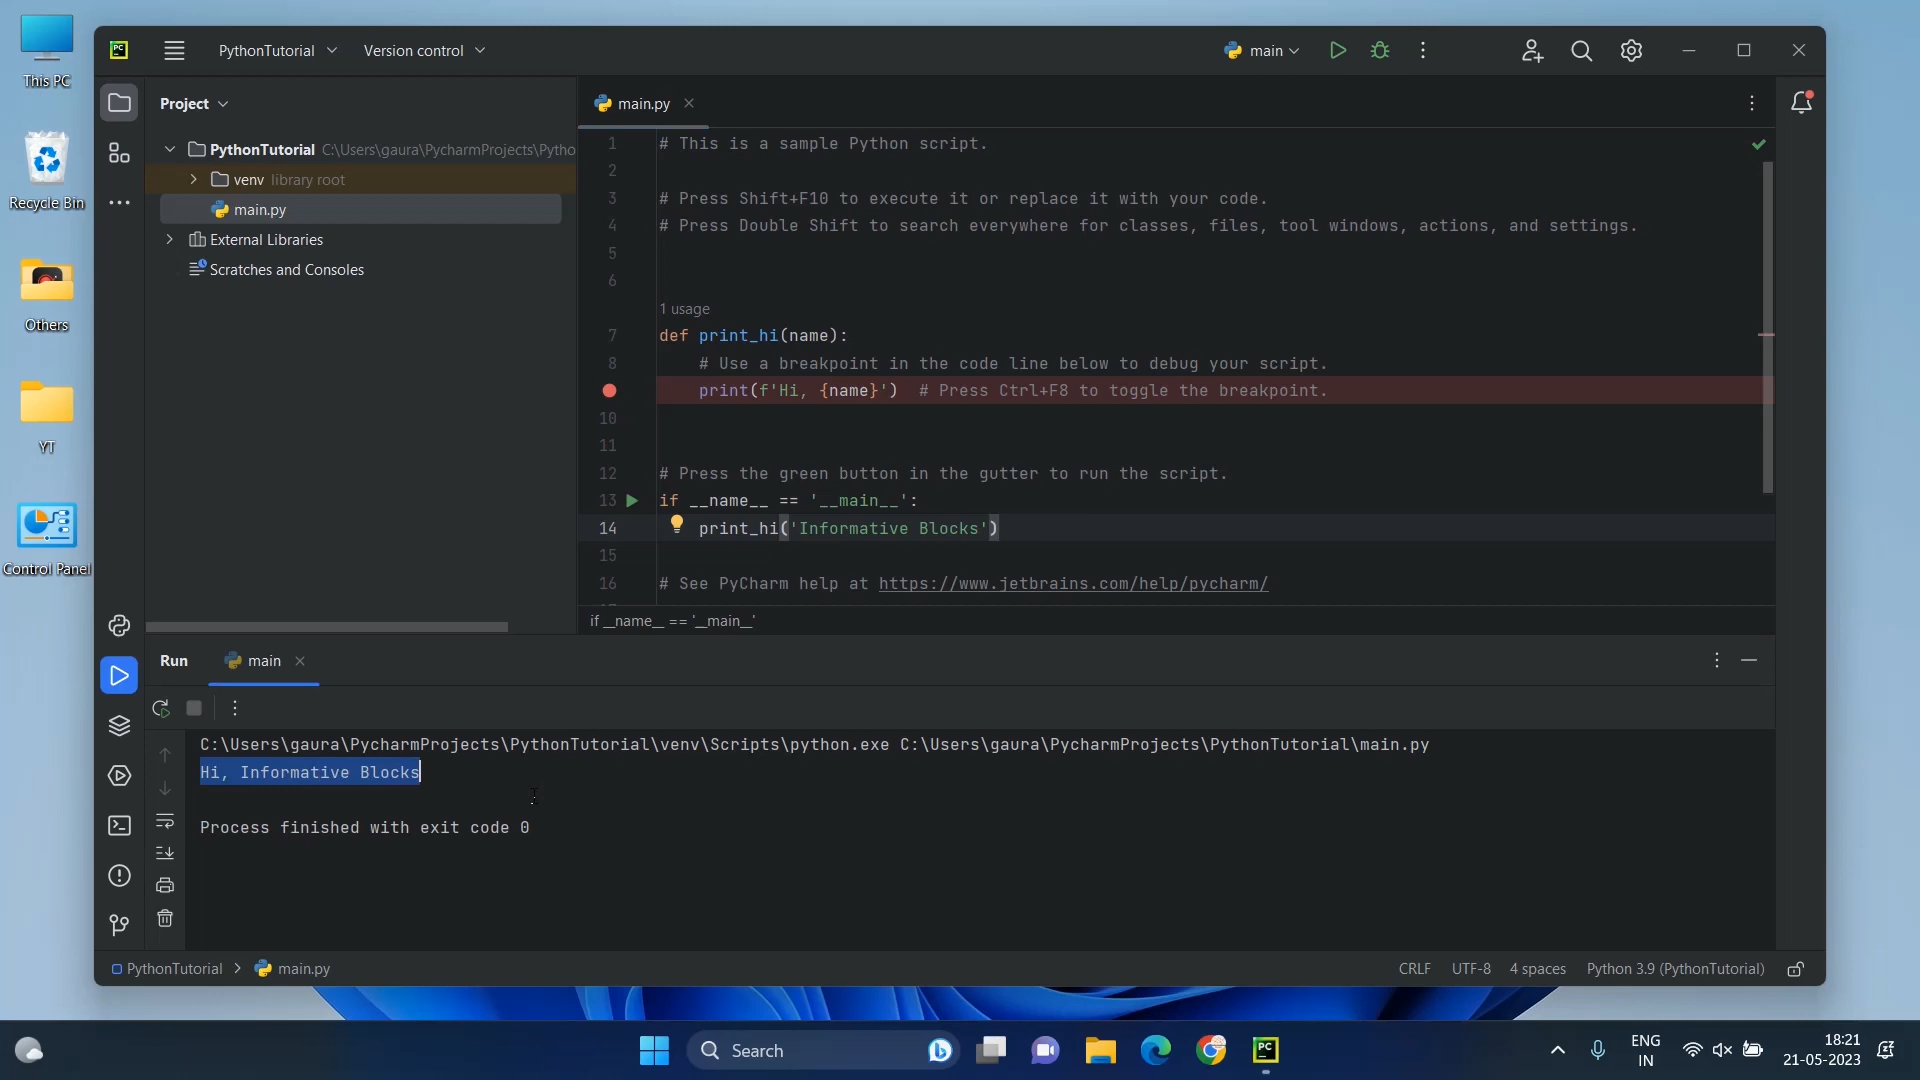 This PC
Recycle Bin
Others
YT
Control Panel
PC
PythonTutorial
Version control
main
Project
PythonTutorial C:\Users\gaura\PycharmProjects\Pytho
venv library root
main.py
External Libraries
Scratches and Consoles
main.py
1 # This is a sample Python script.
2
3 # Press Shift+F10 to execute it or replace it with your code.
4 # Press Double Shift to search everywhere for classes, files, tool windows, actions, and settings.
5
6
1 usage
7 def print_hi(name):
8 # Use a breakpoint in the code line below to debug your script.
print(f'Hi, {name}') # Press Ctrl+F8 to toggle the breakpoint.
10
11
12 # Press the green button in the gutter to run the script.
13 if __name__ == '__main__':
14 print_hi('Informative Blocks')
15
16 # See PyCharm help at https://www.jetbrains.com/help/pycharm/
if __name__ == '__main__'
Run
main
C:\Users\gaura\PycharmProjects\PythonTutorial\venv\Scripts\python.exe C:\Users\gaura\PycharmProjects\PythonTutorial\main.py
Hi, Informative Blocks
Process finished with exit code 0
PythonTutorial
main.py
CRLF
UTF-8
4 spaces
Python 3.9 (PythonTutorial)
Search
PC
ENG
IN
18:21
21-05-2023